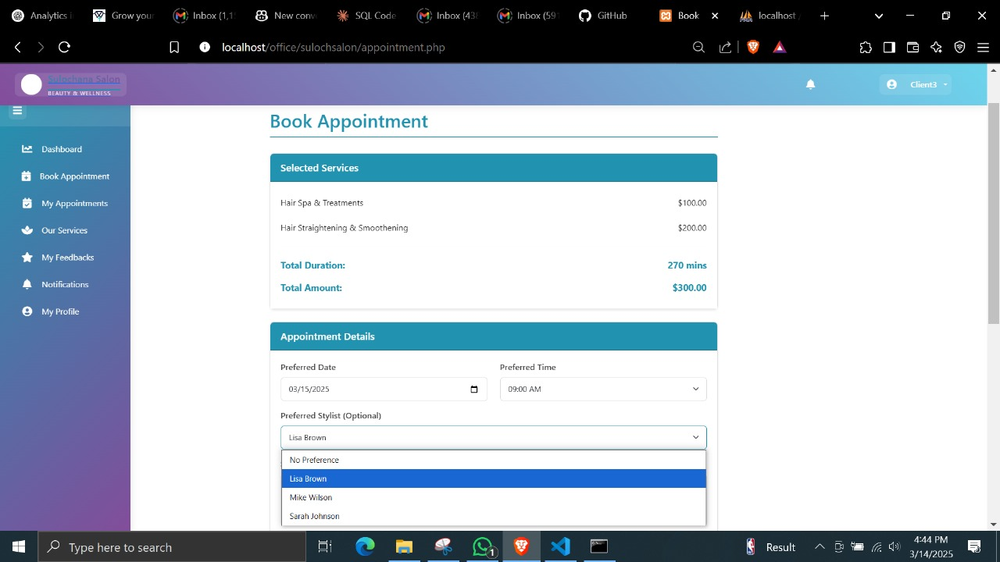 Analytics
Grow your
Inbox (1,1
New conv
SQL Code
Inbox (43
Inbox (591
GitHub
Book
localhost
localhost/office/sulochsalon/appointment.php
Sulochana Salon
BEAUTY & WELLNESS
Client3
Dashboard
Book Appointment
My Appointments
Our Services
My Feedbacks
Notifications
My Profile
Book Appointment
Selected Services
Hair Spa & Treatments $100.00
Hair Straightening & Smoothening $200.00
Total Duration: 270 mins
Total Amount: $300.00
Appointment Details
Preferred Date Preferred Time
03/15/2025 09:00 AM
Preferred Stylist (Optional)
Lisa Brown
No Preference
Lisa Brown
Mike Wilson
Sarah Johnson
Type here to search
1
Result
4:44 PM
3/14/2025